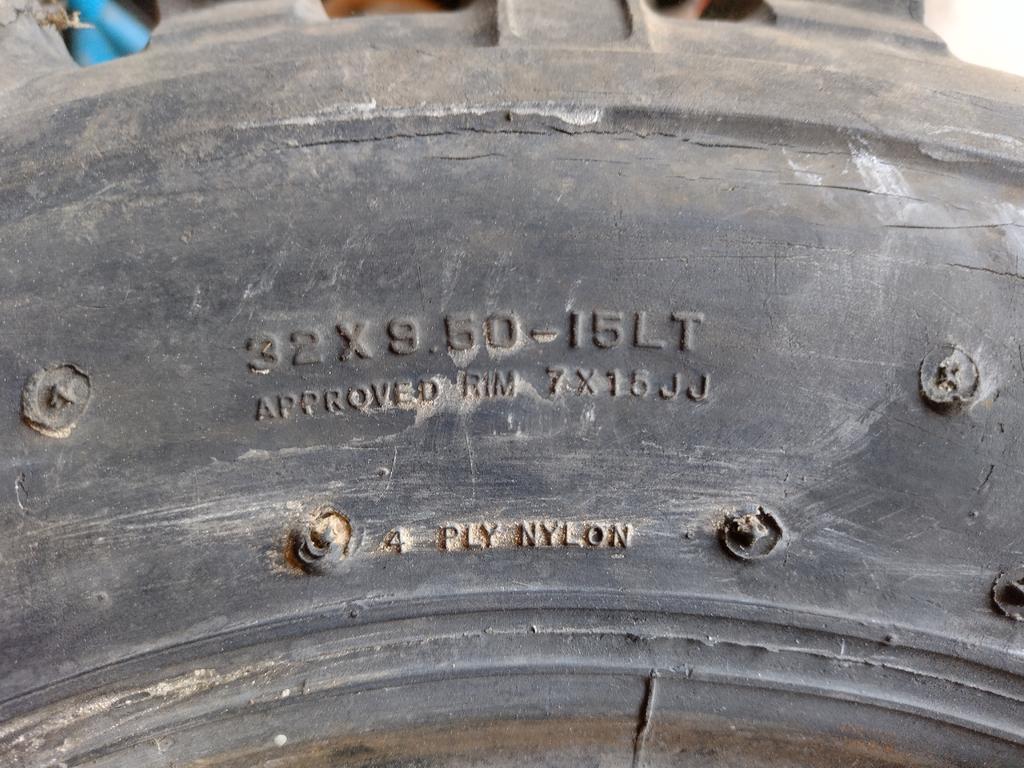 32X9.50-15LT
APPROVED RIM 7X15JJ
4 PLY NYLON